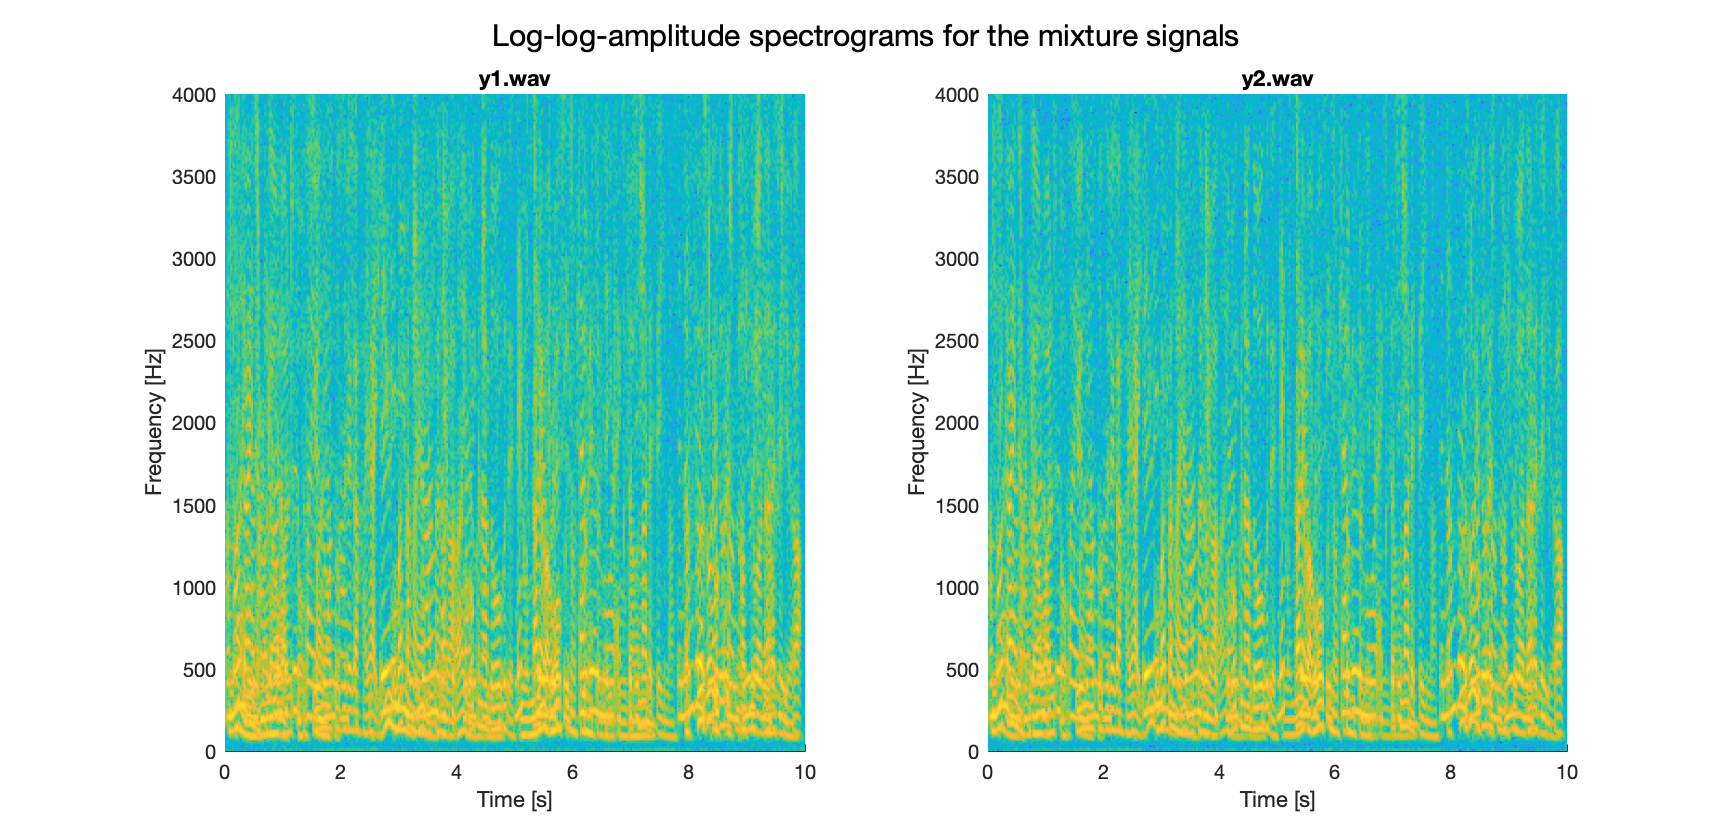 Log-log-amplitude spectrograms for the mixture signals
y1.wav
4000
3500
3000
2500
2000
1500
1000
500
0
Frequency [Hz]
0 2 4 6 8 10
Time [s]
y2.wav
4000
3500
3000
2500
2000
1500
1000
500
0
Frequency [Hz]
0 2 4 6 8 10
Time [s]